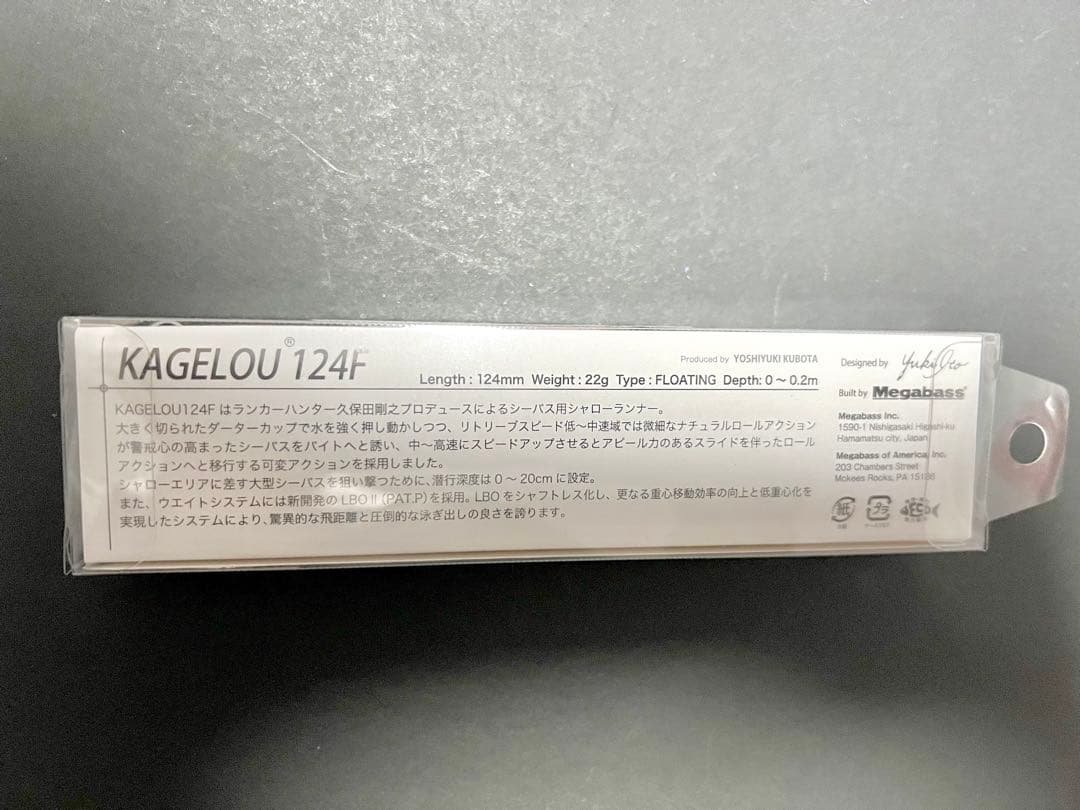 KAGELOU® 124F
Produced by YOSHIYUKI KUBOTA
Length : 124mm Weight : 22g Type : FLOATING Depth: 0 ～ 0.2m
KAGELOU124F はランカーハンター久保田剛之プロデュースによるシーバス用シャローランナー。
大きく切られたダーターカップで水を強く押し動かしつつ、リトリーブスピード低～中速域では微細なナチュラルロールアクション
が警戒心の高まったシーバスをバイトへと誘い、中～高速にスピードアップさせるとアピール力のあるスライドを伴ったロール
アクションへと移行する可変アクションを採用しました。
シャローエリアに差す大型シーバスを狙い撃つために、潜行深度は 0 ～ 20cm に設定。
また、ウエイトシステムには新開発の LBO II (PAT.P) を採用。LBO をシャフトレス化し、更なる重心移動効率の向上と低重心化を
実現したシステムにより、驚異的な飛距離と圧倒的な泳ぎ出しの良さを誇ります。
Designed by Yuki Ito
Built by Megabass
Megabass Inc.
1590-1 Nishigasaki Higashi-ku
Hamamatsu city, Japan
Megabass of America, Inc.
203 Chambers Street
Mckees Rocks, PA 15136
紙
プラ